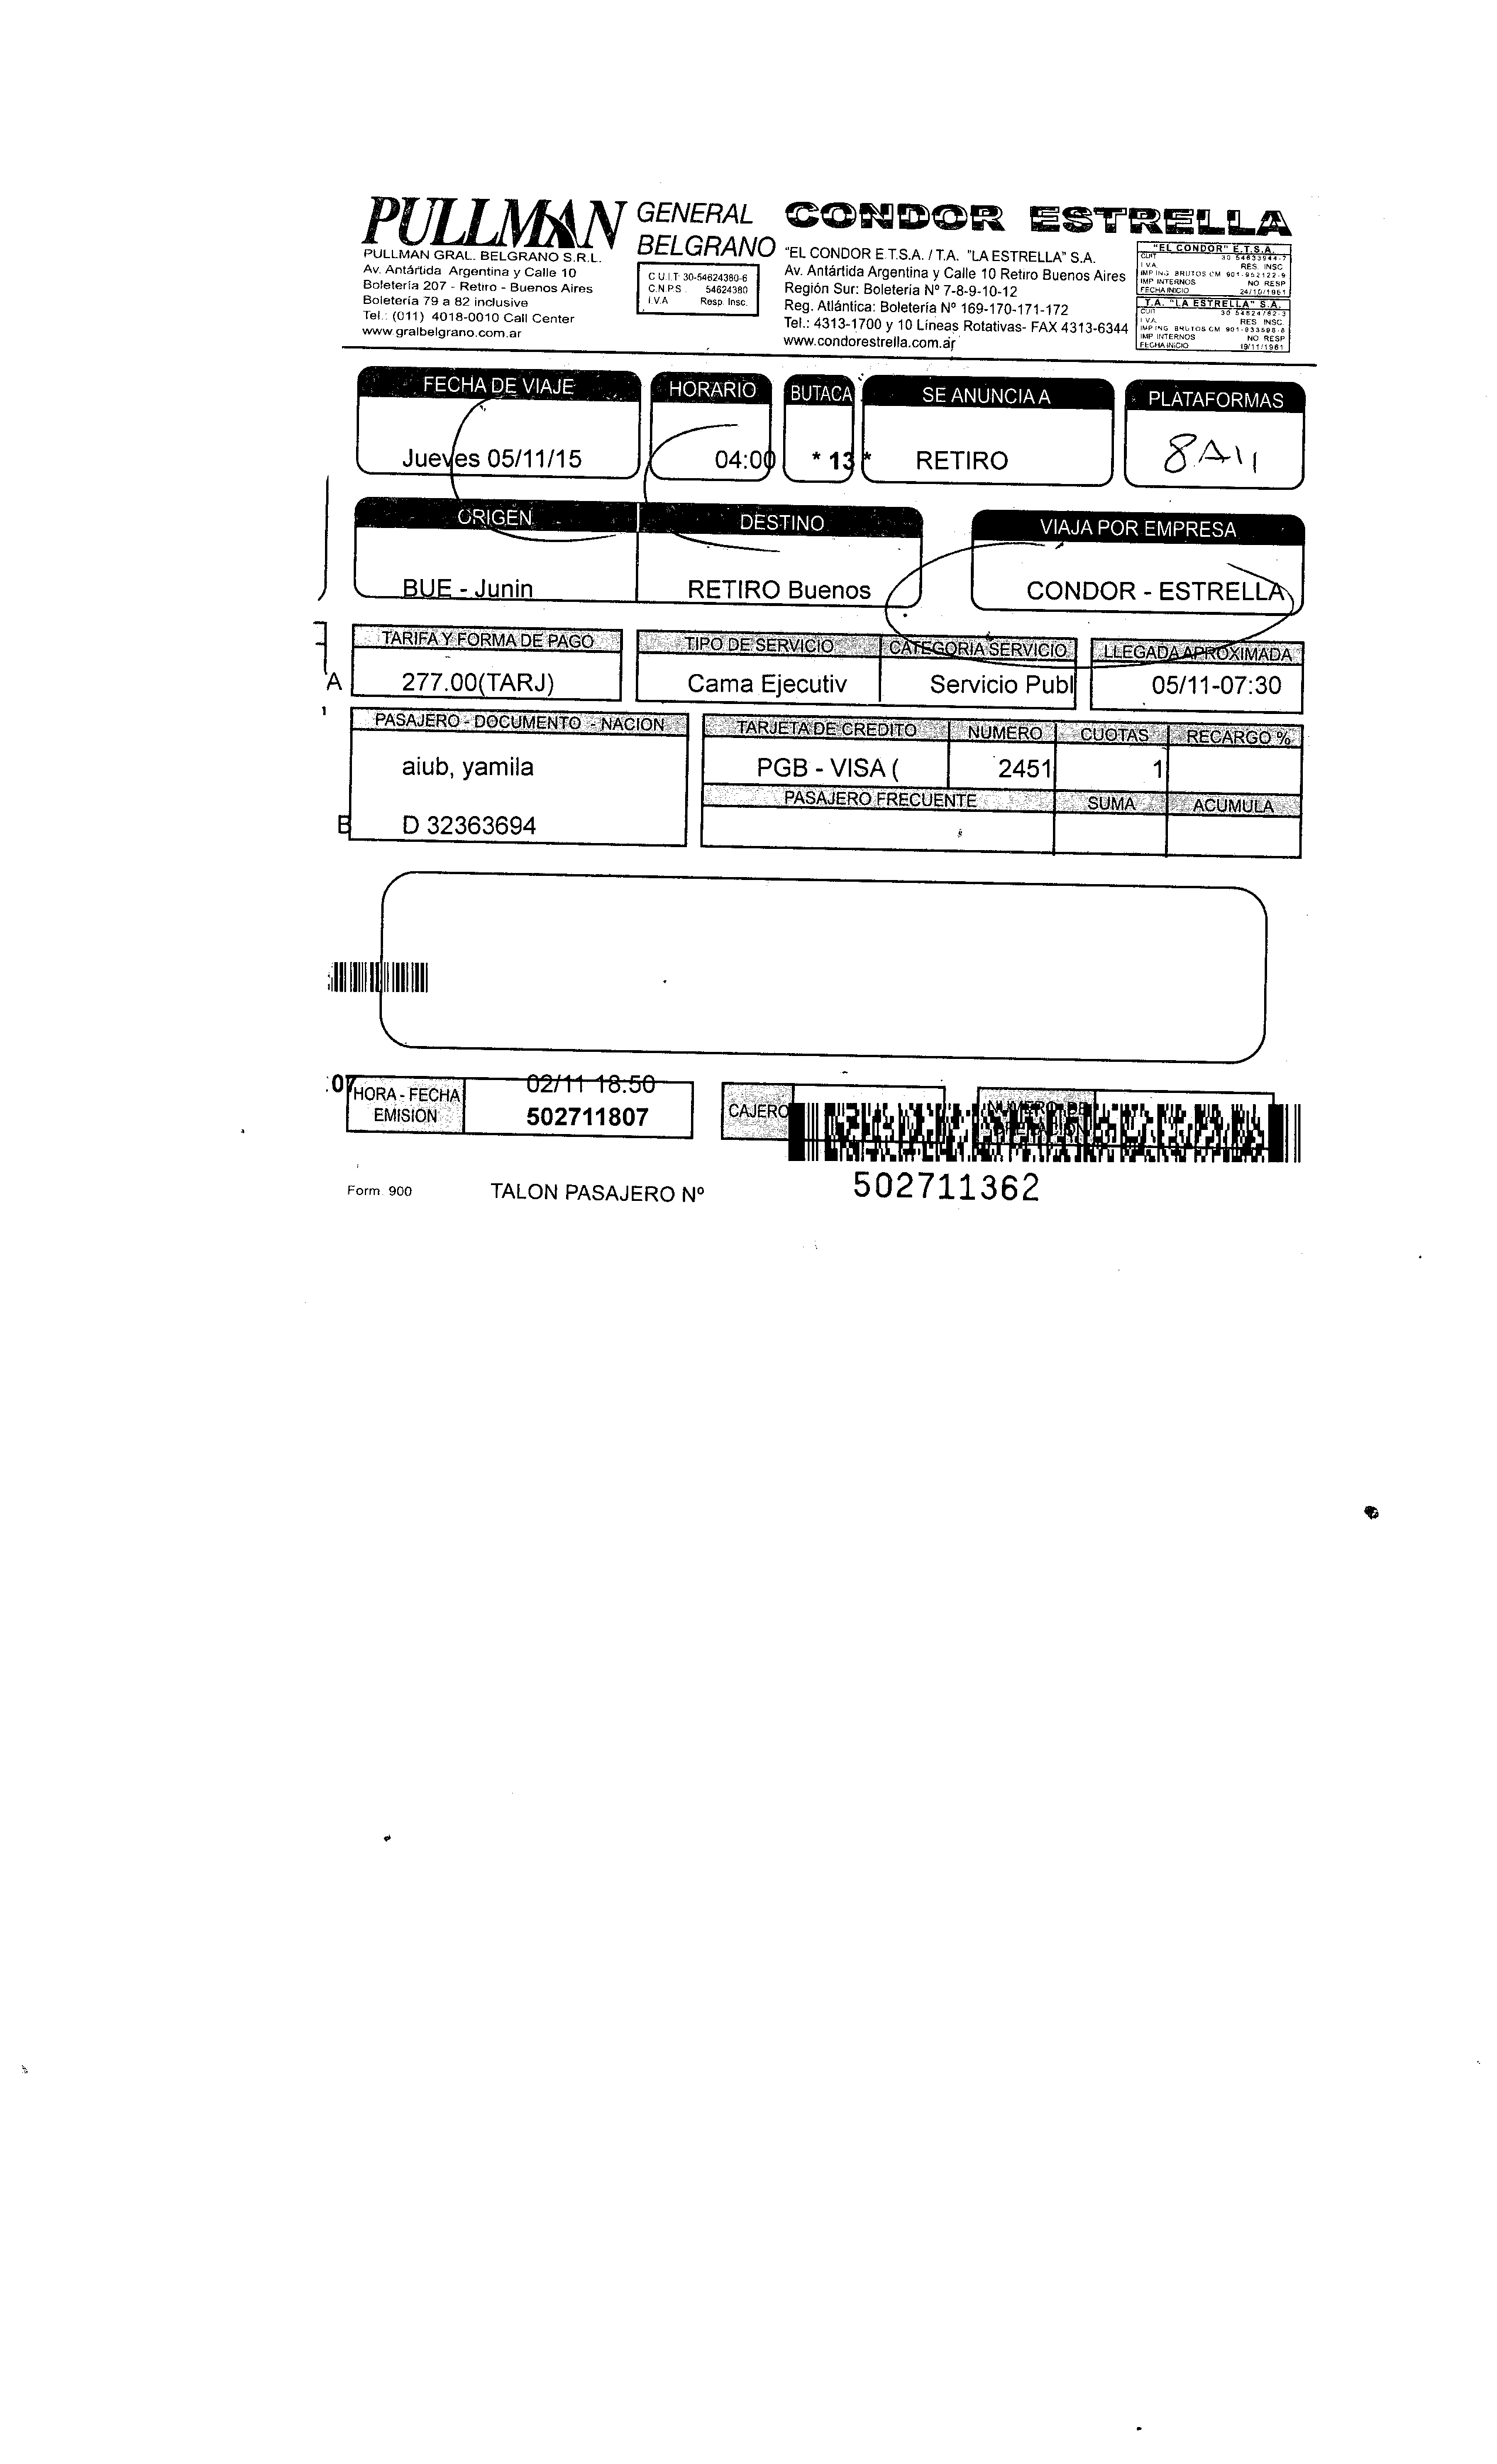 PULLMAN GENERAL BELGRANO
PULLMAN GRAL. BELGRANO S.R.L.
Av. Antártida Argentina y Calle 10
Boletería 207 - Retiro - Buenos Aires
Boletería 79 a 82 inclusive
Tel.: (011) 4018-0010 Call Center
www.gralbelgrano.com.ar
C.U.I.T 30-54624380-6
C.N.P.S. 54624380
I.V.A Resp. Insc.
CONDOR ESTRELLA
"EL CONDOR E.T.S.A. / T.A. "LA ESTRELLA" S.A.
Av. Antártida Argentina y Calle 10 Retiro Buenos Aires
Región Sur: Boletería Nº 7-8-9-10-12
Reg. Atlántica: Boletería Nº 169-170-171-172
Tel.: 4313-1700 y 10 Líneas Rotativas- FAX 4313-6344
www.condorestrella.com.ar
"EL CONDOR" E.T.S.A.
CUIT 30 54633944-7
I.V.A. RES. INSC.
IMP ING. BRUTOS CM 901-952122-9
IMP INTERNOS NO RESP
FECHA INICIO 24/10/1961
T.A. "LA ESTRELLA" S.A.
CUIT
I.V.A. RES INSC.
IMP ING BRUTOS CM 901-033598-8
IMP INTERNOS NO RESP
FECHA INICIO 19/11/1961
FECHA DE VIAJE HORARIO BUTACA SE ANUNCIA A PLATAFORMAS
Jueves 05/11/15 04:00 * 13 * RETIRO 8A11
ORIGEN DESTINO VIAJA POR EMPRESA
BUE - Junin RETIRO Buenos CONDOR - ESTRELLA
TARIFA Y FORMA DE PAGO TIPO DE SERVICIO CATEGORIA SERVICIO LLEGADA APROXIMADA
A 277.00(TARJ) Cama Ejecutiv Servicio Publ 05/11-07:30
PASAJERO - DOCUMENTO - NACION TARJETA DE CREDITO NUMERO CUOTAS RECARGO %
aiub, yamila PGB - VISA ( 2451 1
PASAJERO FRECUENTE SUMA ACUMULA
B D 32363694
:07 HORA - FECHA EMISION 02/11 18:50
502711807
CAJERO NUMERO DE OPERACION
Form. 900 TALON PASAJERO Nº 502711362